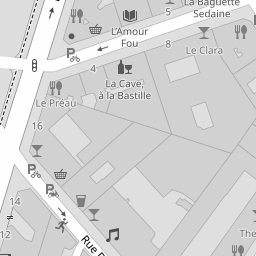 La Baguette
Sedaine
5
L'Amour
Fou
8
Le Clara
4
La Cave,
à la Bastille
Le Préau
16
14
12
Rue
The